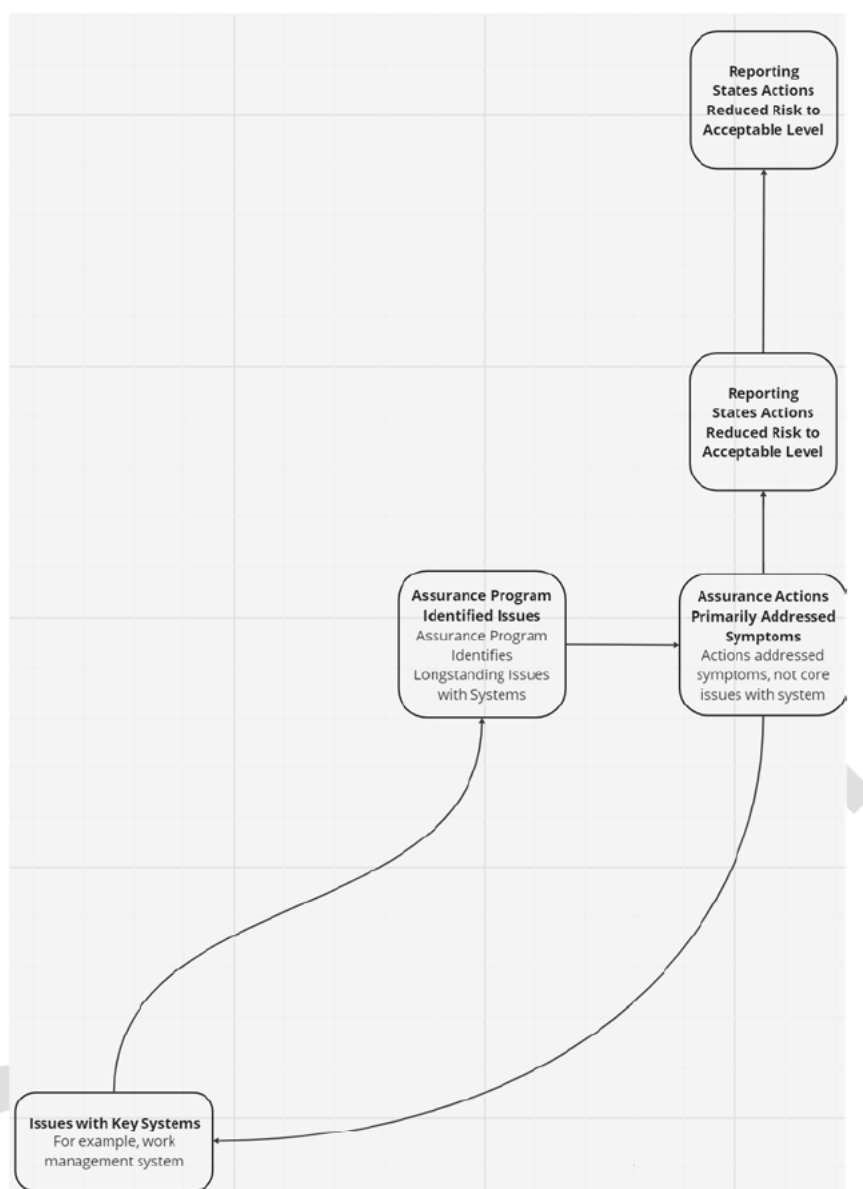 Reporting
States Actions
Reduced Risk to
Acceptable Level
Reporting
States Actions
Reduced Risk to
Acceptable Level
Assurance Program
Identified Issues
Assurance Program
Identifies
Longstanding Issues
with Systems
Assurance Actions
Primarily Addressed
Symptoms
Actions addressed
symptoms, not core
issues with system
Issues with Key Systems
For example, work
management system